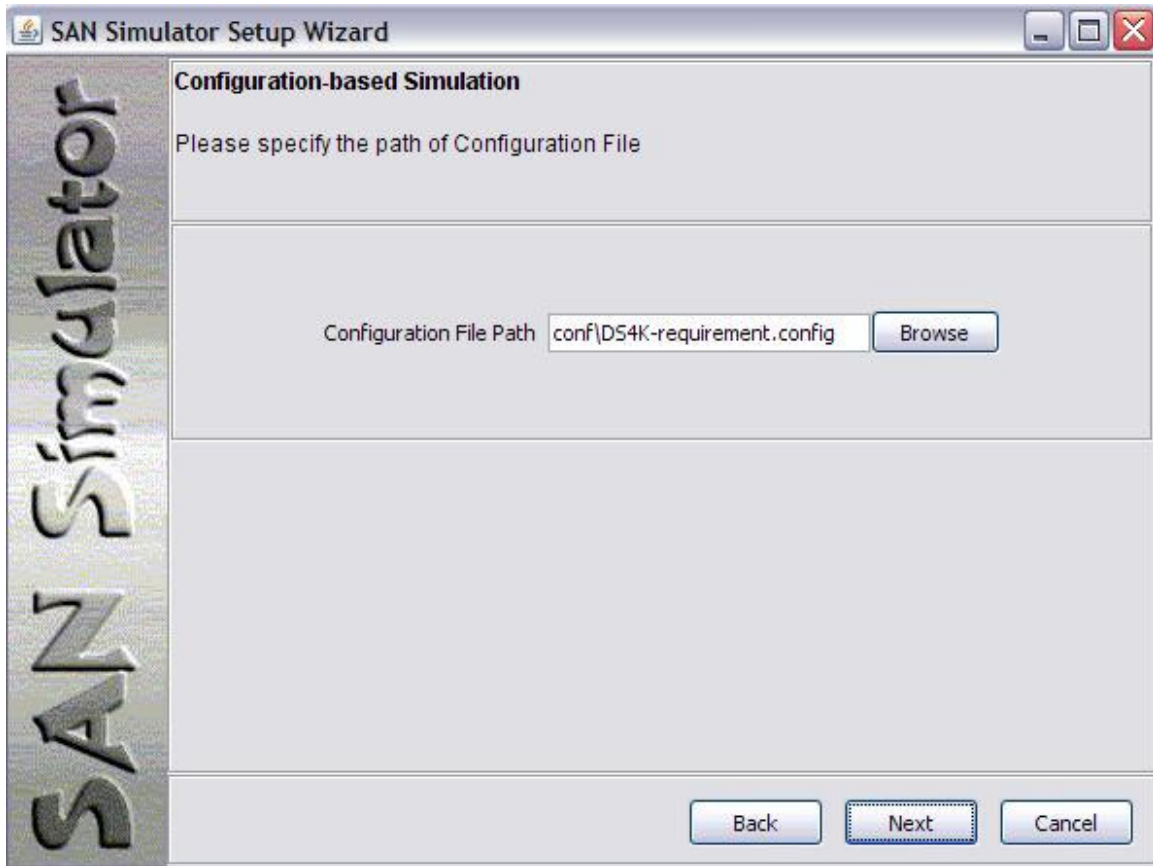 SAN Simulator Setup Wizard
SAN Simulator
Configuration-based Simulation
Please specify the path of Configuration File
Configuration File Path conf\DS4K-requirement.config Browse
Back Next Cancel